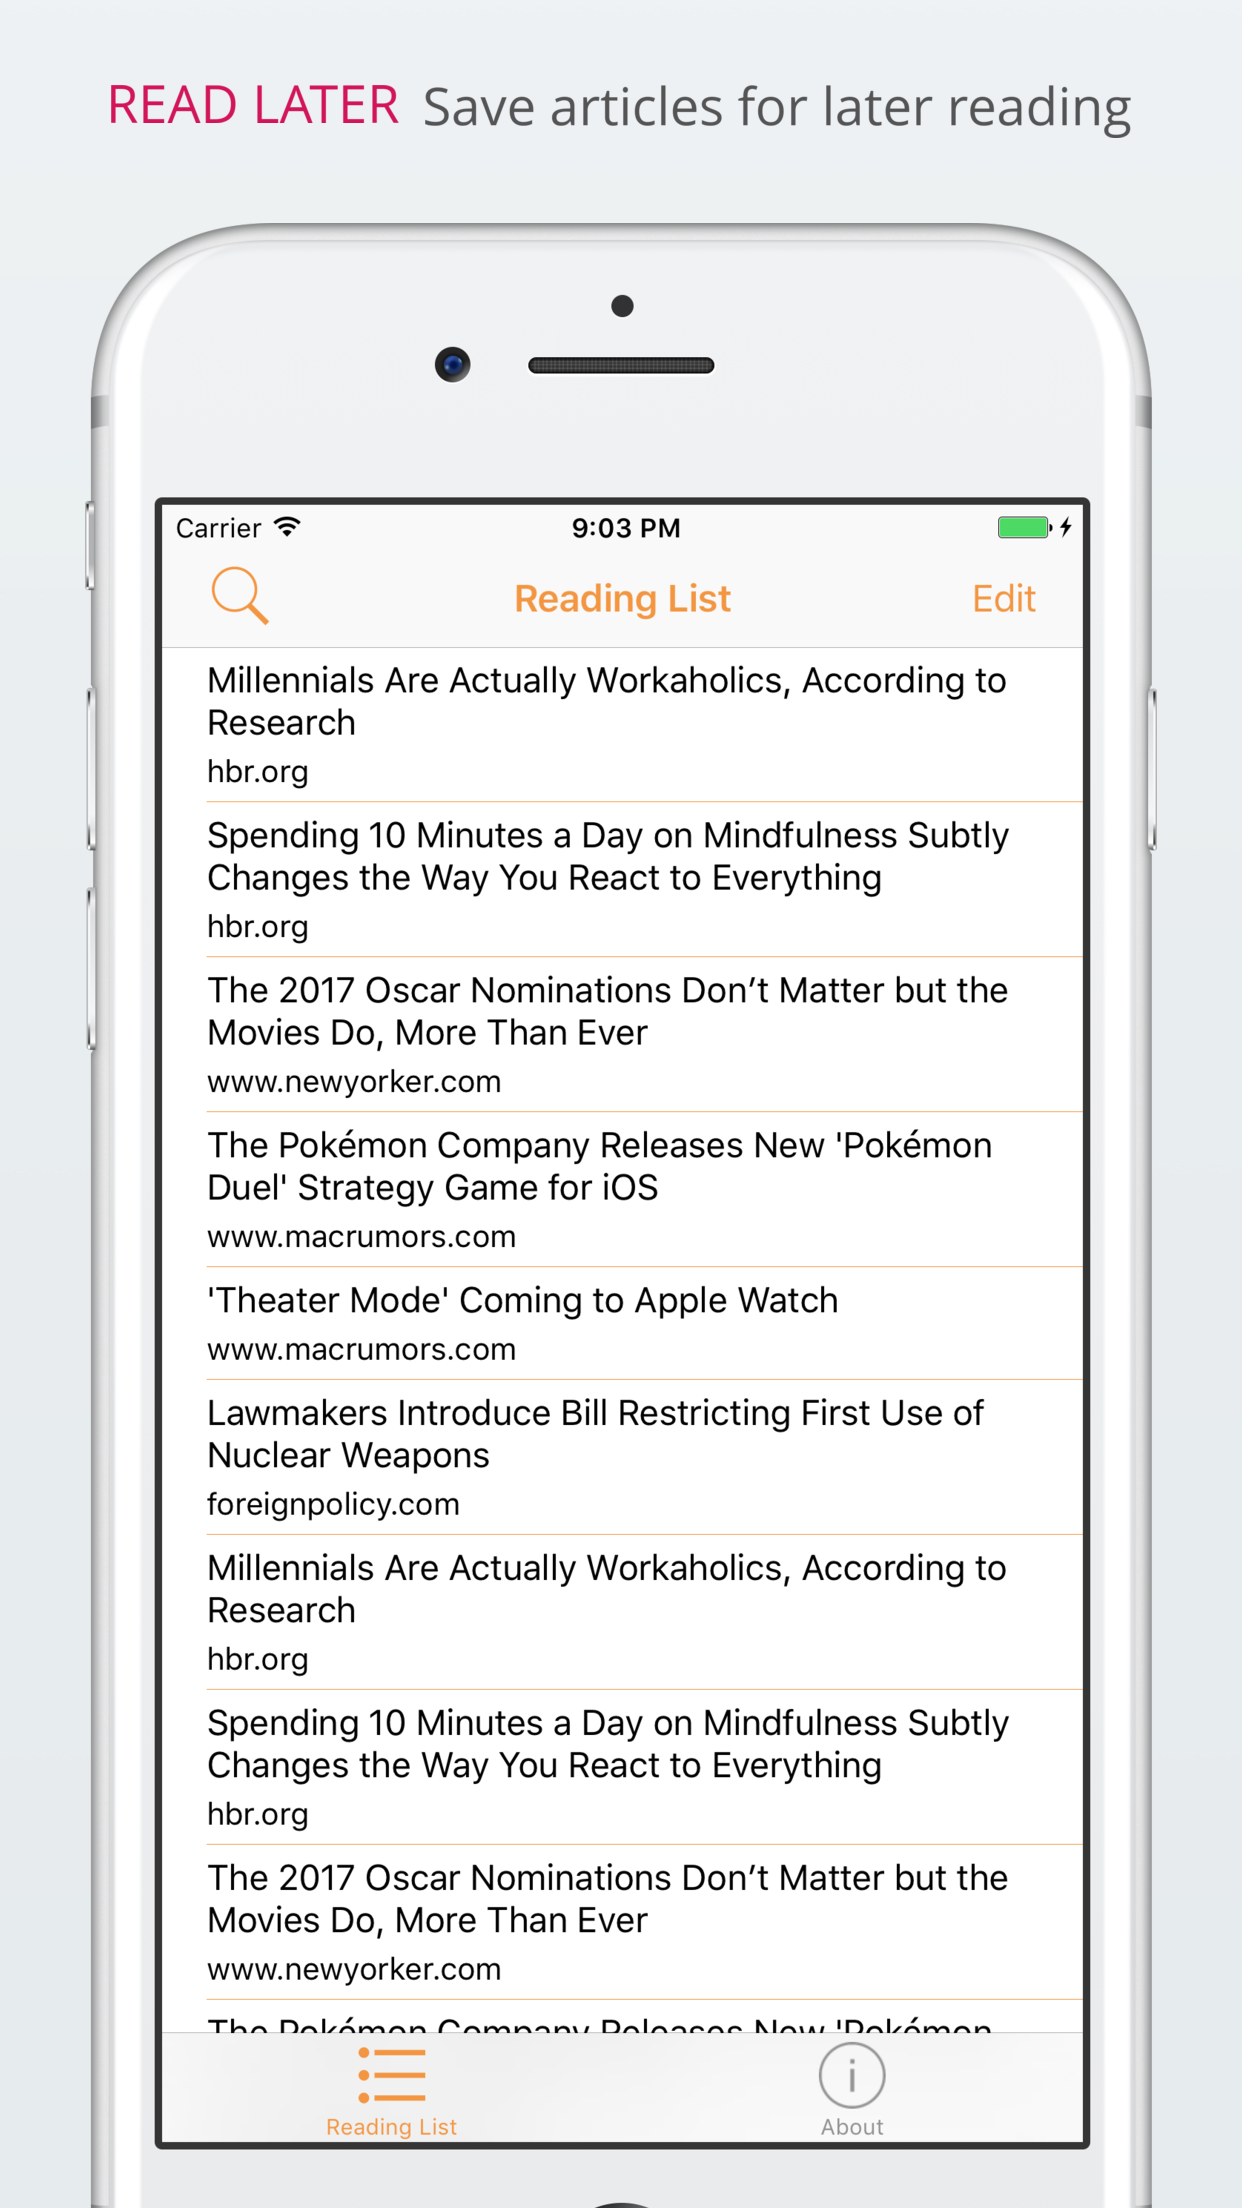 READ LATER Save articles for later reading
Carrier 9:03 PM
Reading List Edit
Millennials Are Actually Workaholics, According to
Research
hbr.org
Spending 10 Minutes a Day on Mindfulness Subtly
Changes the Way You React to Everything
hbr.org
The 2017 Oscar Nominations Don’t Matter but the
Movies Do, More Than Ever
www.newyorker.com
The Pokémon Company Releases New 'Pokémon
Duel' Strategy Game for iOS
www.macrumors.com
'Theater Mode' Coming to Apple Watch
www.macrumors.com
Lawmakers Introduce Bill Restricting First Use of
Nuclear Weapons
foreignpolicy.com
Millennials Are Actually Workaholics, According to
Research
hbr.org
Spending 10 Minutes a Day on Mindfulness Subtly
Changes the Way You React to Everything
hbr.org
The 2017 Oscar Nominations Don’t Matter but the
Movies Do, More Than Ever
www.newyorker.com
The Pokémon Company Releases New 'Pokémon
Reading List About